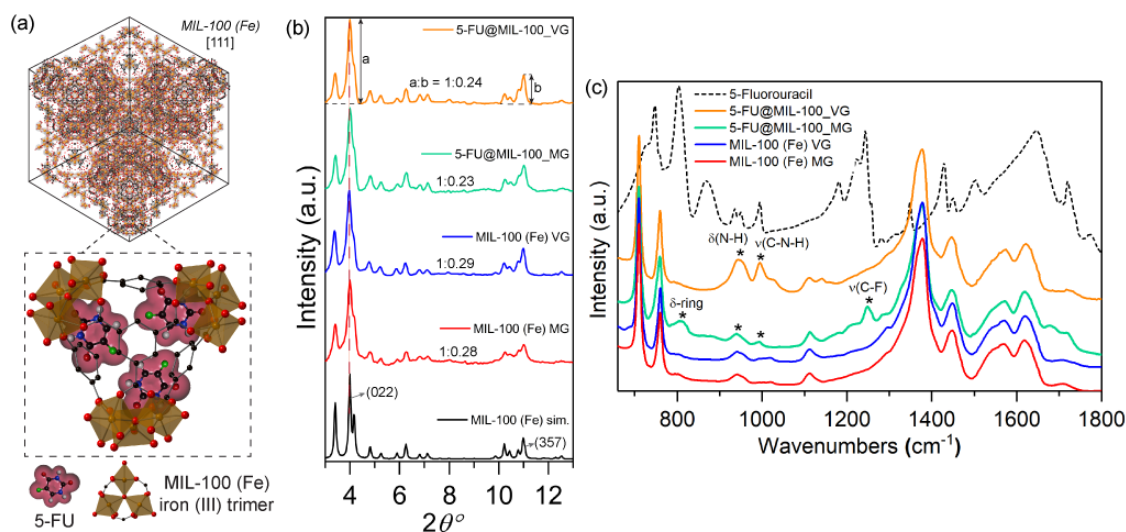 (a)
MIL-100 (Fe)
[111]
5-FU
MIL-100 (Fe)
iron (III) trimer
(b)
Intensity (a.u.)
5-FU@MIL-100_VG
a
a:b = 1:0.24
b
5-FU@MIL-100_MG
1:0.23
MIL-100 (Fe) VG
1:0.29
MIL-100 (Fe) MG
1:0.28
(022)
MIL-100 (Fe) sim.
(357)
4 6 8 10 12
2θ°
(c)
Intensity (a.u.)
5-Fluorouracil
5-FU@MIL-100_VG
5-FU@MIL-100_MG
MIL-100 (Fe) VG
MIL-100 (Fe) MG
δ(N-H)
ν(C-N-H)
* *
ν(C-F)
*
δ-ring
*
* *
800 1000 1200 1400 1600 1800
Wavenumbers (cm⁻¹)